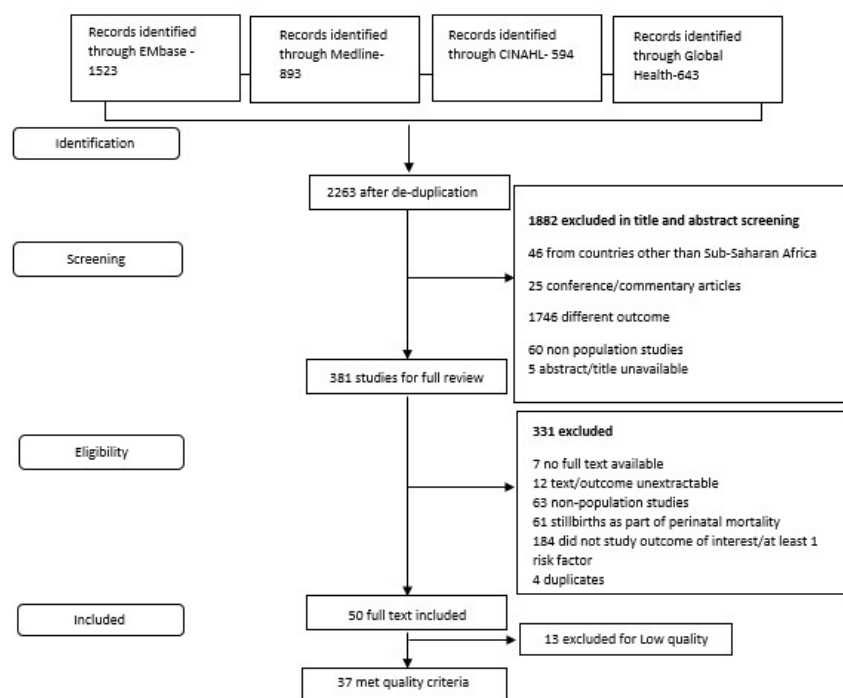 Records identified
through EMbase -
1523
Records identified
through Medline-
893
Records identified
through CINAHL- 594
Records identified
through Global
Health-643
Identification
2263 after de-duplication
1882 excluded in title and abstract screening
46 from countries other than Sub-Saharan Africa
25 conference/commentary articles
1746 different outcome
60 non population studies
5 abstract/title unavailable
Screening
381 studies for full review
331 excluded
7 no full text available
12 text/outcome unextractable
63 non-population studies
61 stillbirths as part of perinatal mortality
184 did not study outcome of interest/at least 1
risk factor
4 duplicates
Eligibility
Included
50 full text included
13 excluded for Low quality
37 met quality criteria